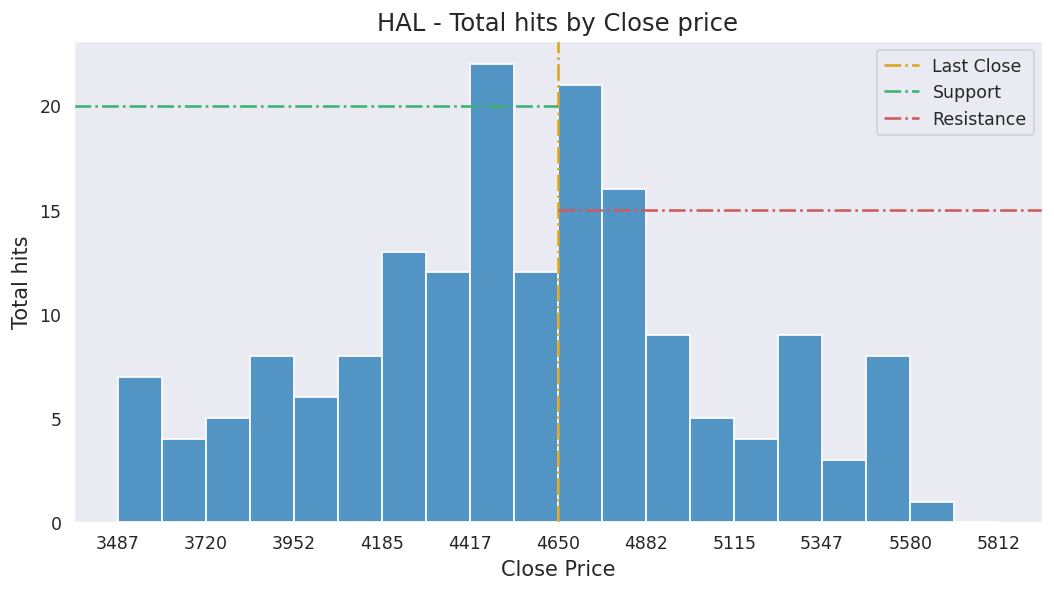 HAL - Total hits by Close price
Last Close
Support
Resistance
Total hits
20
15
10
5
0
3487 3720 3952 4185 4417 4650 4882 5115 5347 5580 5812
Close Price